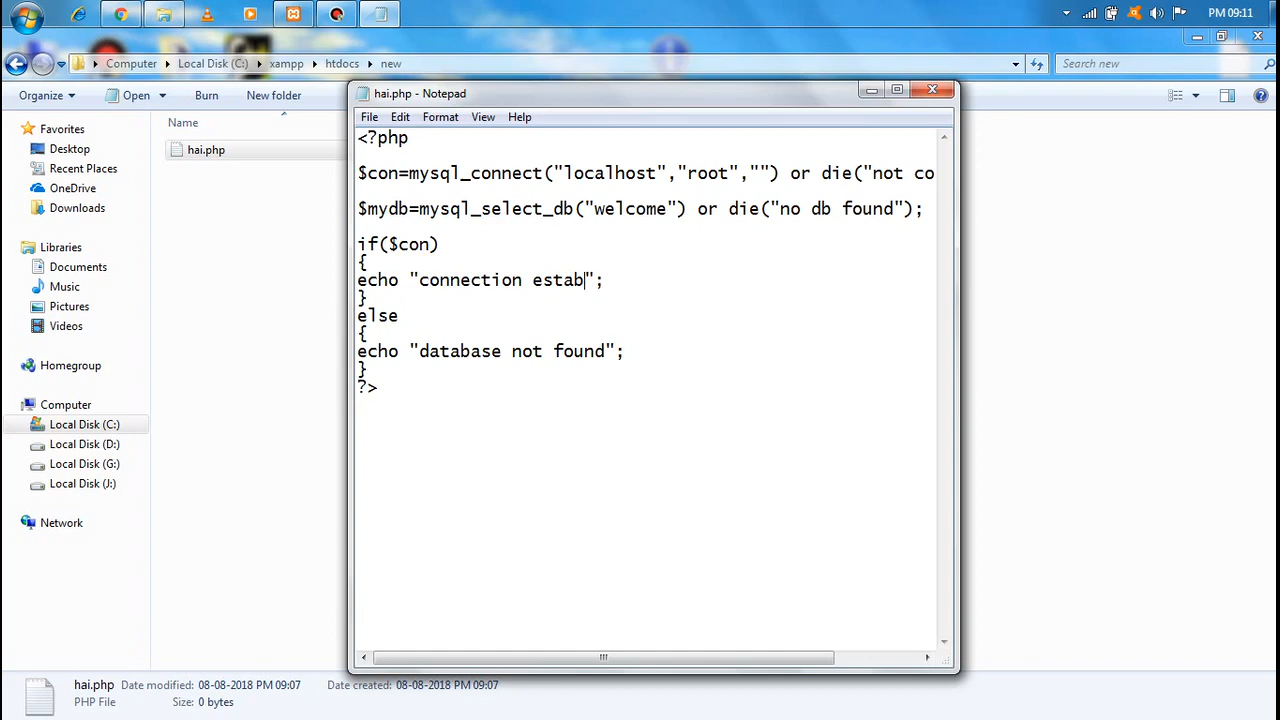 PM 09:11
Computer Local Disk (C:) xampp htdocs new
Search new
Organize Open Burn New folder
Favorites
Desktop
Recent Places
OneDrive
Downloads
Libraries
Documents
Music
Pictures
Videos
Homegroup
Computer
Local Disk (C:)
Local Disk (D:)
Local Disk (G:)
Local Disk (J:)
Network
Name
hai.php
hai.php - Notepad
File Edit Format View Help
<?php
$con=mysql_connect("localhost","root","") or die("not co
$mydb=mysql_select_db("welcome") or die("no db found");
if($con)
{
echo "connection estab";
}
else
{
echo "database not found";
}
?>
hai.php Date modified: 08-08-2018 PM 09:07 Date created: 08-08-2018 PM 09:07
PHP File Size: 0 bytes